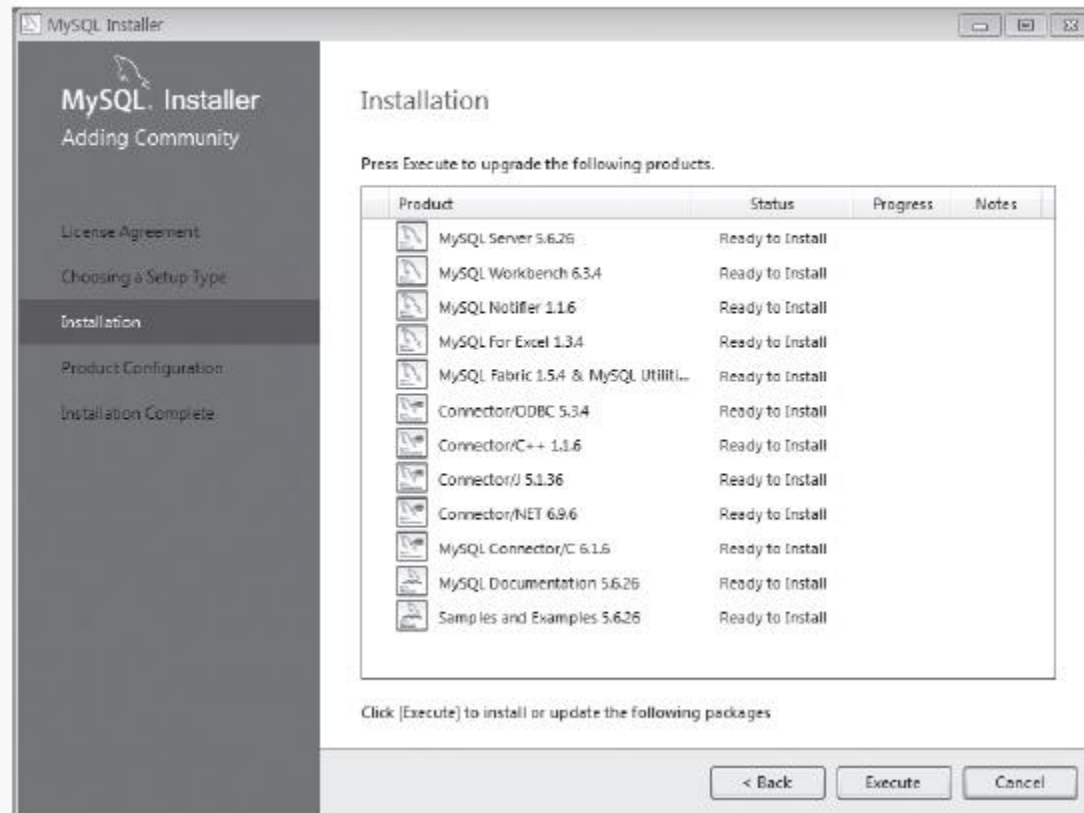 MySQL Installer
MySQL. Installer
Adding Community
License Agreement
Choosing a Setup Type
Installation
Product Configuration
Installation Complete
Installation
Press Execute to upgrade the following products.
Product Status Progress Notes
MySQL Server 5.6.26 Ready to Install
MySQL Workbench 6.3.4 Ready to Install
MySQL Notifier 1.1.6 Ready to Install
MySQL For Excel 1.3.4 Ready to Install
MySQL Fabric 1.5.4 & MySQL Utiliti... Ready to Install
Connector/ODBC 5.3.4 Ready to Install
Connector/C++ 1.1.6 Ready to Install
Connector/J 5.1.36 Ready to Install
Connector/NET 6.9.6 Ready to Install
MySQL Connector/C 6.1.6 Ready to Install
MySQL Documentation 5.6.26 Ready to Install
Samples and Examples 5.6.26 Ready to Install
Click [Execute] to install or update the following packages
< Back Execute Cancel